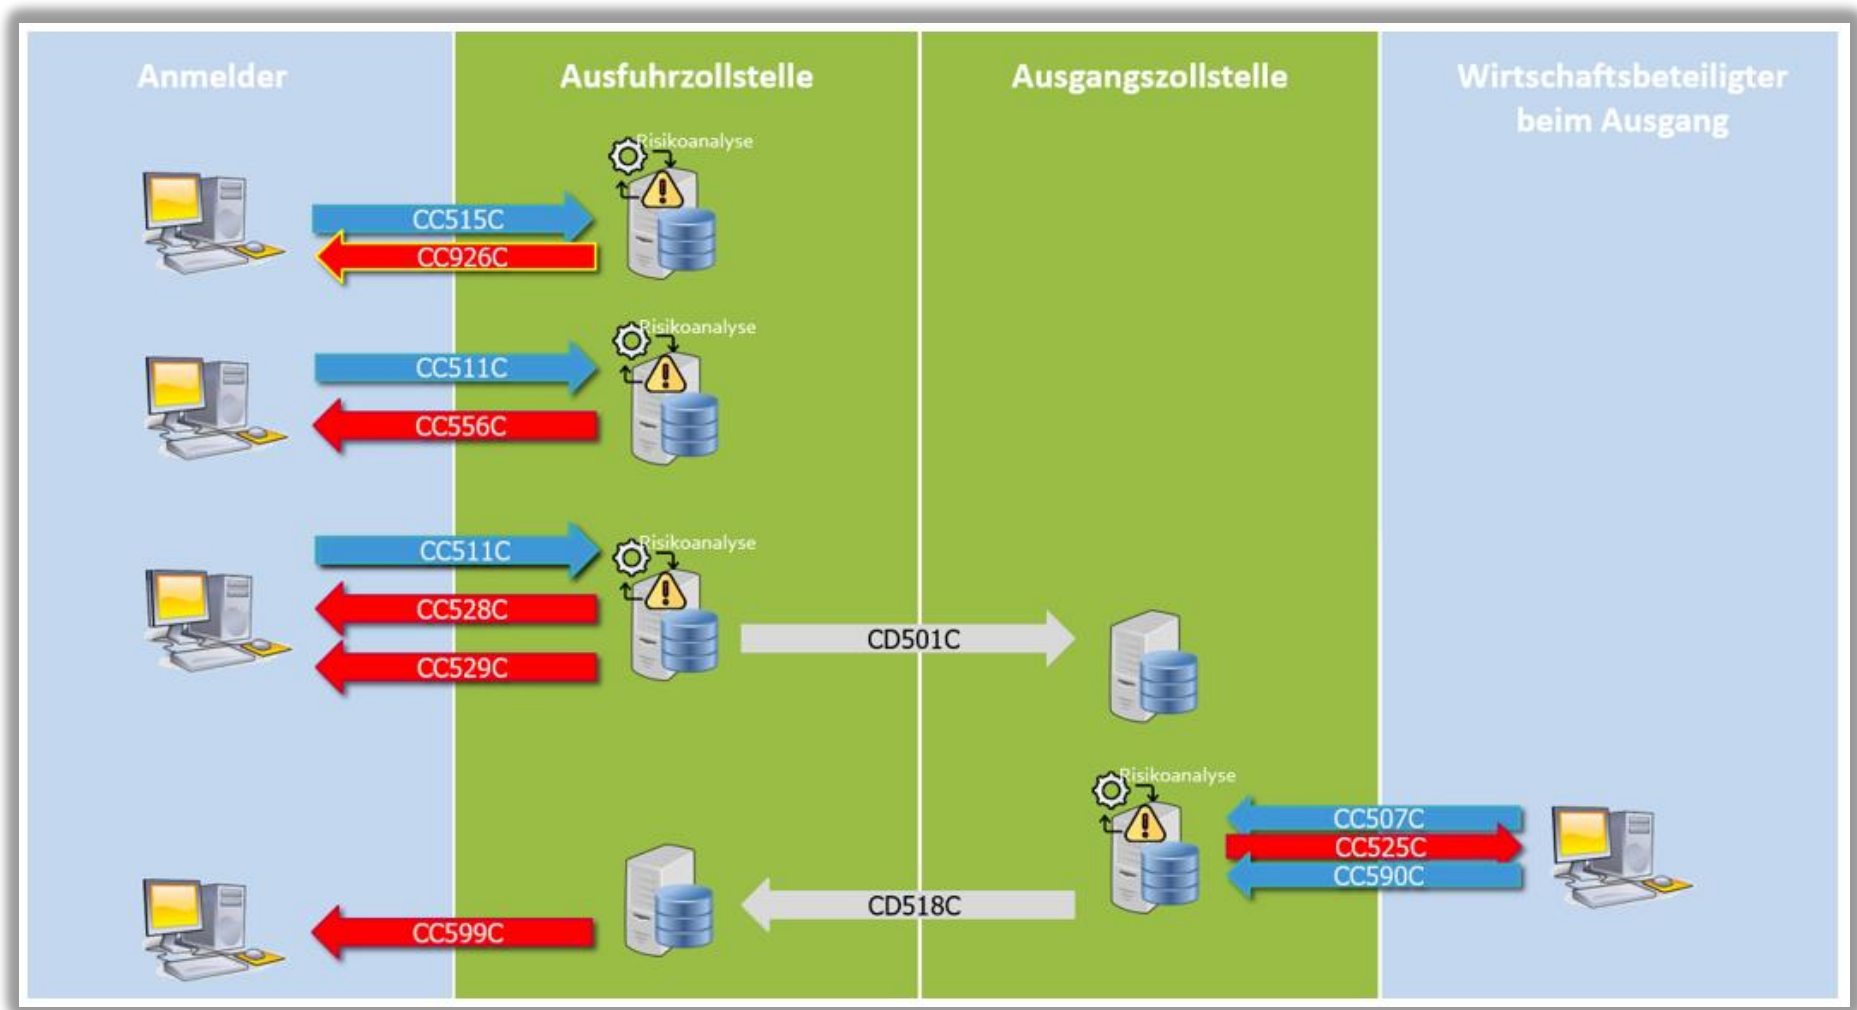 Anmelder
Ausfuhrzollstelle
Ausgangszollstelle
Wirtschaftsbeteiligter
beim Ausgang
Risikoanalyse
CC515C
CC926C
Risikoanalyse
CC511C
CC556C
Risikoanalyse
CC511C
CC528C
CD501C
CC529C
Risikoanalyse
CC507C
CC525C
CC590C
CD518C
CC599C